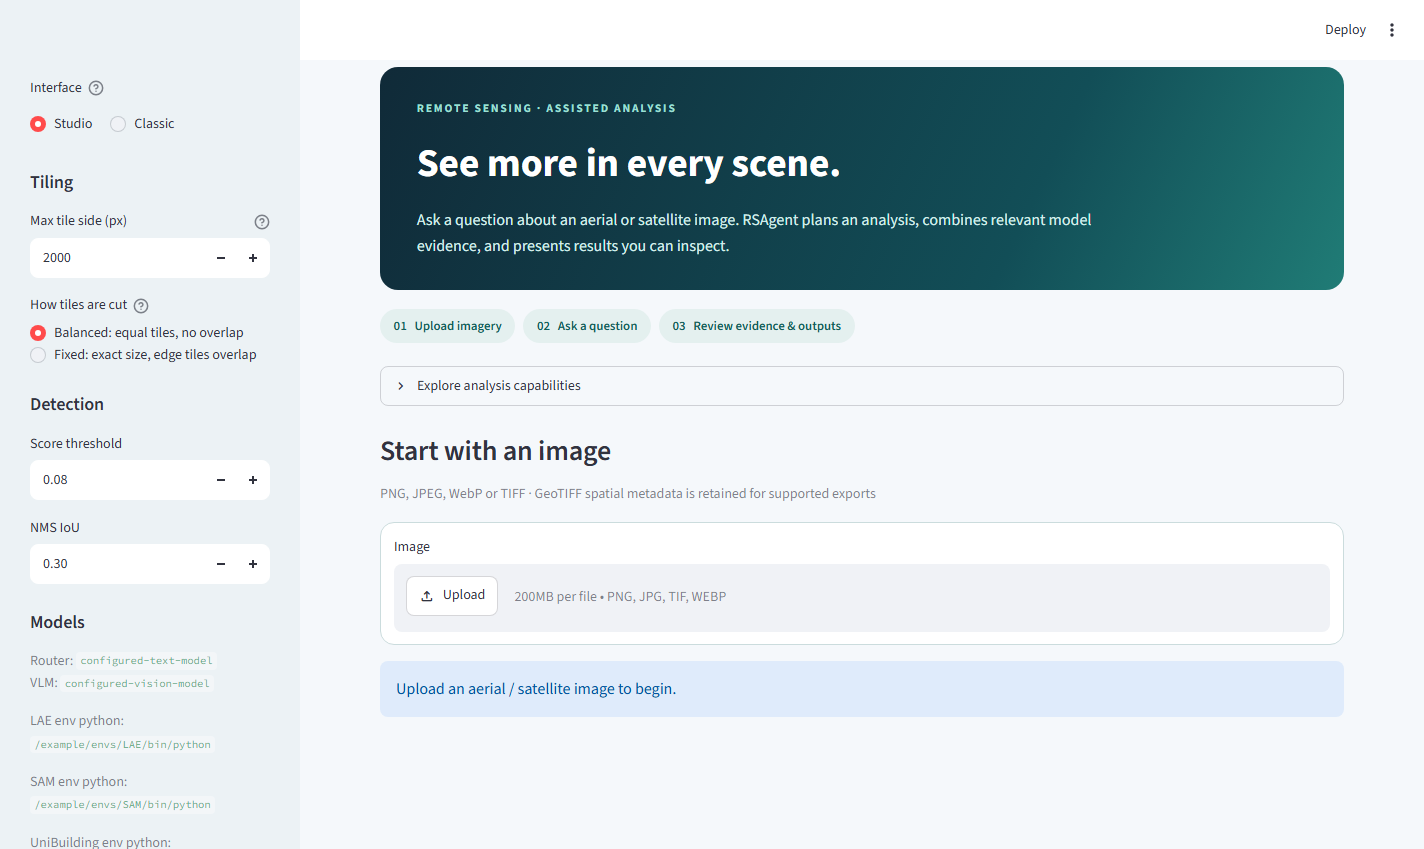 Deploy
Interface
Studio
Classic
Tiling
Max tile side (px)
2000
How tiles are cut
Balanced: equal tiles, no overlap
Fixed: exact size, edge tiles overlap
Detection
Score threshold
0.08
NMS IoU
0.30
Models
Router: configured-text-model
VLM: configured-vision-model
LAE env python:
/example/envs/LAE/bin/python
SAM env python:
/example/envs/SAM/bin/python
UniBuilding env python:
REMOTE SENSING · ASSISTED ANALYSIS
See more in every scene.
Ask a question about an aerial or satellite image. RSAgent plans an analysis, combines relevant model
evidence, and presents results you can inspect.
01 Upload imagery
02 Ask a question
03 Review evidence & outputs
Explore analysis capabilities
Start with an image
PNG, JPEG, WebP or TIFF · GeoTIFF spatial metadata is retained for supported exports
Image
Upload
200MB per file • PNG, JPG, TIF, WEBP
Upload an aerial / satellite image to begin.